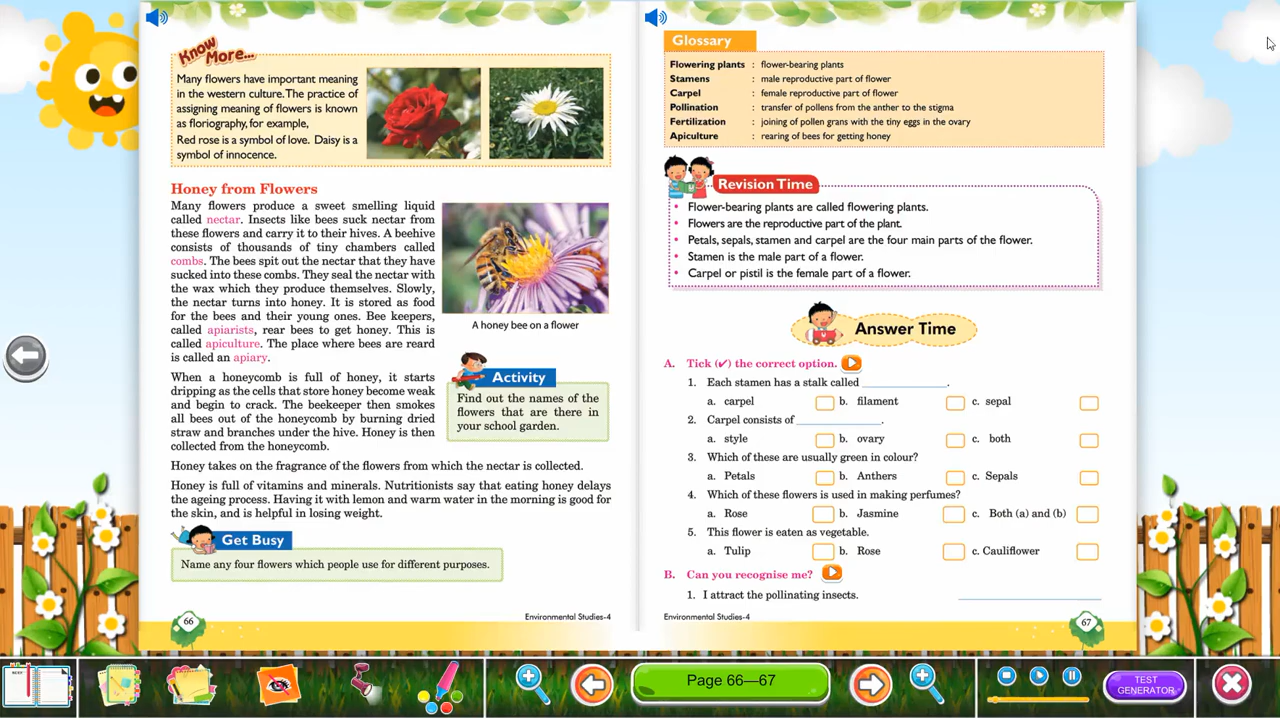 Know
More...
Many flowers have important meaning
in the western culture. The practice of
assigning meaning of flowers is known
as floriography, for example,
Red rose is a symbol of love. Daisy is a
symbol of innocence.
Honey from Flowers
Many flowers produce a sweet smelling liquid
called nectar. Insects like bees suck nectar from
these flowers and carry it to their hives. A beehive
consists of thousands of tiny chambers called
combs. The bees spit out the nectar that they have
sucked into these combs. They seal the nectar with
the wax which they produce themselves. Slowly,
the nectar turns into honey. It is stored as food
for the bees and their young ones. Bee keepers,
called apiarists, rear bees to get honey. This is
called apiculture. The place where bees are reard
is called an apiary.
A honey bee on a flower
When a honeycomb is full of honey, it starts
dripping as the cells that store honey become weak
and begin to crack. The beekeeper then smokes
all bees out of the honeycomb by burning dried
straw and branches under the hive. Honey is then
collected from the honeycomb.
Activity
Find out the names of the
flowers that are there in
your school garden.
Honey takes on the fragrance of the flowers from which the nectar is collected.
Honey is full of vitamins and minerals. Nutritionists say that eating honey delays
the ageing process. Having it with lemon and warm water in the morning is good for
the skin, and is helpful in losing weight.
Get Busy
Name any four flowers which people use for different purposes.
66
Environmental Studies-4
Glossary
Flowering plants : flower-bearing plants
Stamens : male reproductive part of flower
Carpel : female reproductive part of flower
Pollination : transfer of pollens from the anther to the stigma
Fertilization : joining of pollen grans with the tiny eggs in the ovary
Apiculture : rearing of bees for getting honey
Revision Time
• Flower-bearing plants are called flowering plants.
• Flowers are the reproductive part of the plant.
• Petals, sepals, stamen and carpel are the four main parts of the flower.
• Stamen is the male part of a flower.
• Carpel or pistil is the female part of a flower.
Answer Time
A. Tick (✔) the correct option.
1. Each stamen has a stalk called ______________.
a. carpel b. filament c. sepal
2. Carpel consists of ______________.
a. style b. ovary c. both
3. Which of these are usually green in colour?
a. Petals b. Anthers c. Sepals
4. Which of these flowers is used in making perfumes?
a. Rose b. Jasmine c. Both (a) and (b)
5. This flower is eaten as vegetable.
a. Tulip b. Rose c. Cauliflower
B. Can you recognise me?
1. I attract the pollinating insects. ______________
Environmental Studies-4
67
Page 66—67
TEST
GENERATOR